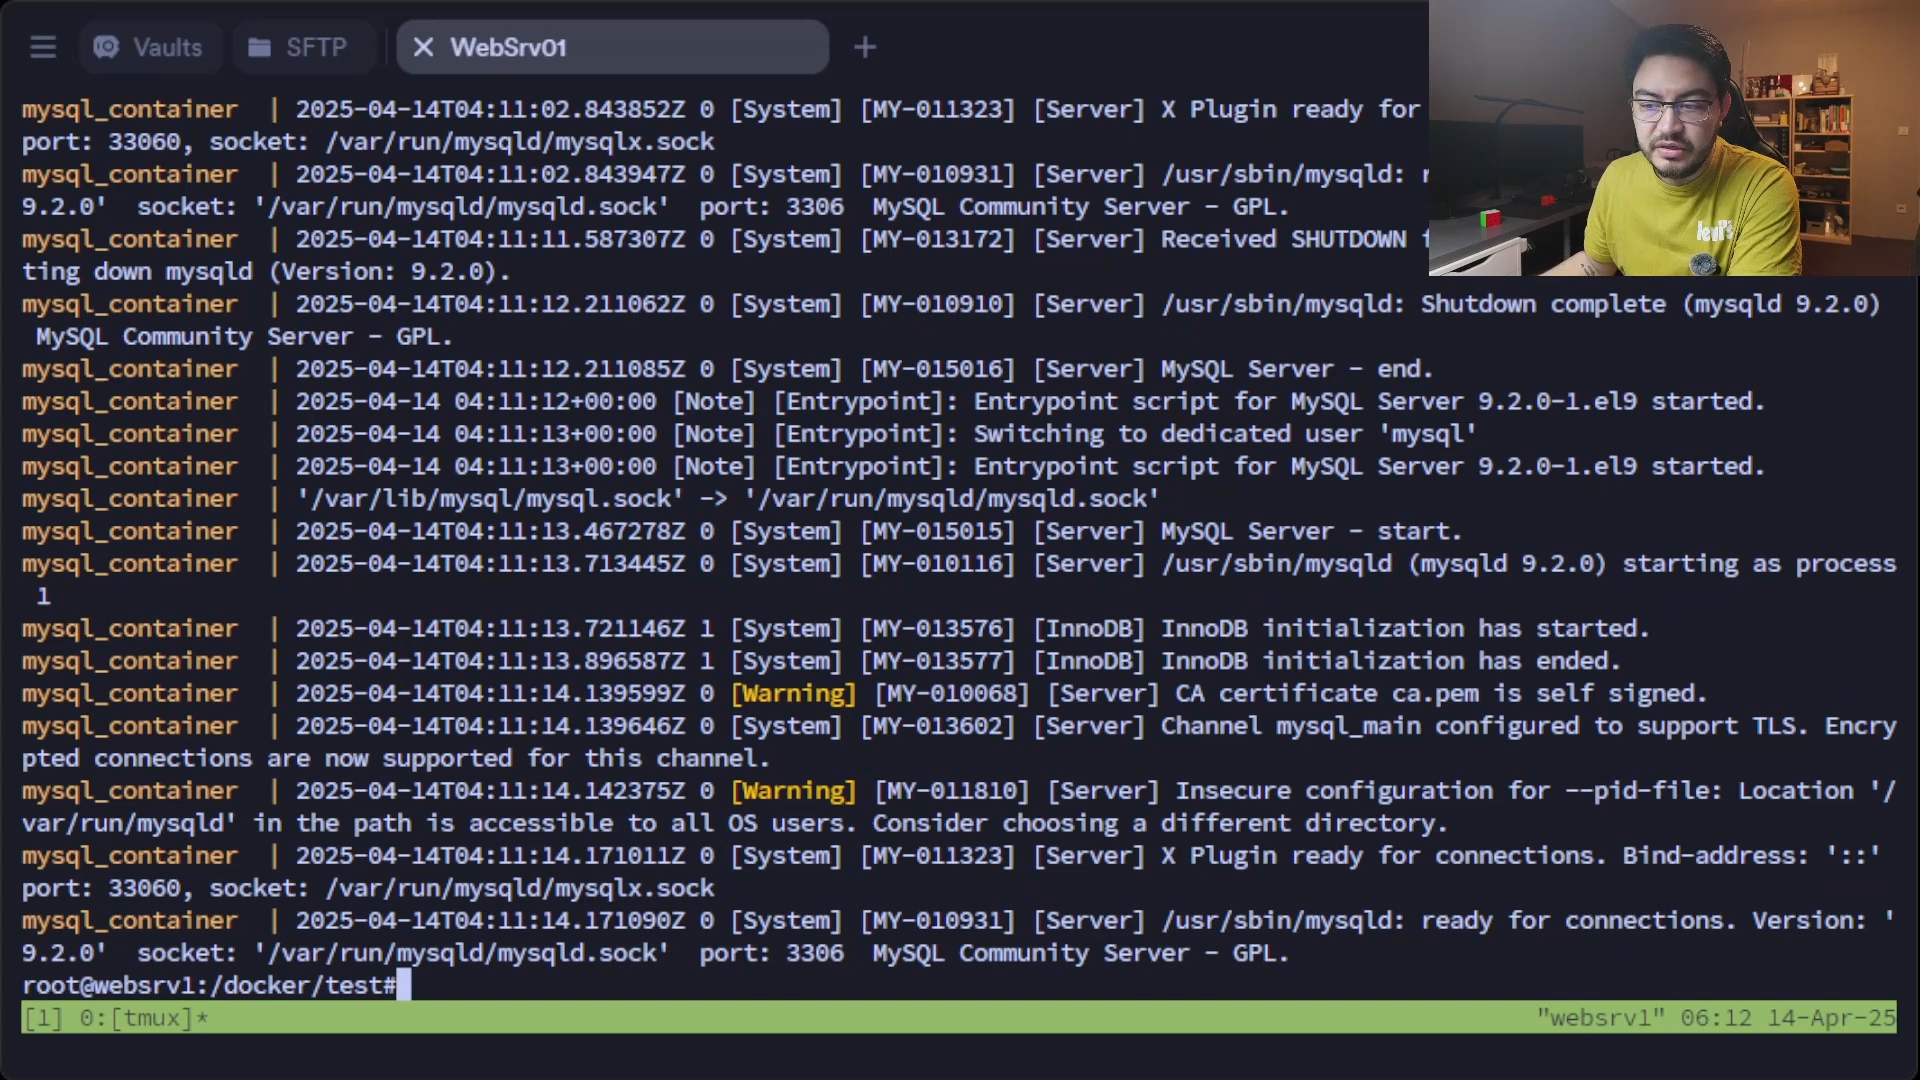 Vaults SFTP WebSrv01
mysql_container | 2025-04-14T04:11:02.843852Z 0 [System] [MY-011323] [Server] X Plugin ready for
port: 33060, socket: /var/run/mysqld/mysqlx.sock
mysql_container | 2025-04-14T04:11:02.843947Z 0 [System] [MY-010931] [Server] /usr/sbin/mysqld:
9.2.0' socket: '/var/run/mysqld/mysqld.sock' port: 3306 MySQL Community Server - GPL.
mysql_container | 2025-04-14T04:11:11.587307Z 0 [System] [MY-013172] [Server] Received SHUTDOWN
ting down mysqld (Version: 9.2.0).
mysql_container | 2025-04-14T04:11:12.211062Z 0 [System] [MY-010910] [Server] /usr/sbin/mysqld: Shutdown complete (mysqld 9.2.0)
MySQL Community Server - GPL.
mysql_container | 2025-04-14T04:11:12.211085Z 0 [System] [MY-015016] [Server] MySQL Server - end.
mysql_container | 2025-04-14 04:11:12+00:00 [Note] [Entrypoint]: Entrypoint script for MySQL Server 9.2.0-1.el9 started.
mysql_container | 2025-04-14 04:11:13+00:00 [Note] [Entrypoint]: Switching to dedicated user 'mysql'
mysql_container | 2025-04-14 04:11:13+00:00 [Note] [Entrypoint]: Entrypoint script for MySQL Server 9.2.0-1.el9 started.
mysql_container | '/var/lib/mysql/mysql.sock' -> '/var/run/mysqld/mysqld.sock'
mysql_container | 2025-04-14T04:11:13.467278Z 0 [System] [MY-015015] [Server] MySQL Server - start.
mysql_container | 2025-04-14T04:11:13.713445Z 0 [System] [MY-010116] [Server] /usr/sbin/mysqld (mysqld 9.2.0) starting as process
1
mysql_container | 2025-04-14T04:11:13.721146Z 1 [System] [MY-013576] [InnoDB] InnoDB initialization has started.
mysql_container | 2025-04-14T04:11:13.896587Z 1 [System] [MY-013577] [InnoDB] InnoDB initialization has ended.
mysql_container | 2025-04-14T04:11:14.139599Z 0 [Warning] [MY-010068] [Server] CA certificate ca.pem is self signed.
mysql_container | 2025-04-14T04:11:14.139646Z 0 [System] [MY-013602] [Server] Channel mysql_main configured to support TLS. Encry
pted connections are now supported for this channel.
mysql_container | 2025-04-14T04:11:14.142375Z 0 [Warning] [MY-011810] [Server] Insecure configuration for --pid-file: Location '/
var/run/mysqld' in the path is accessible to all OS users. Consider choosing a different directory.
mysql_container | 2025-04-14T04:11:14.171011Z 0 [System] [MY-011323] [Server] X Plugin ready for connections. Bind-address: '::'
port: 33060, socket: /var/run/mysqld/mysqlx.sock
mysql_container | 2025-04-14T04:11:14.171090Z 0 [System] [MY-010931] [Server] /usr/sbin/mysqld: ready for connections. Version: '
9.2.0' socket: '/var/run/mysqld/mysqld.sock' port: 3306 MySQL Community Server - GPL.
root@websrv1:/docker/test#
[1] 0:[tmux]* "websrv1" 06:12 14-Apr-25
levi's